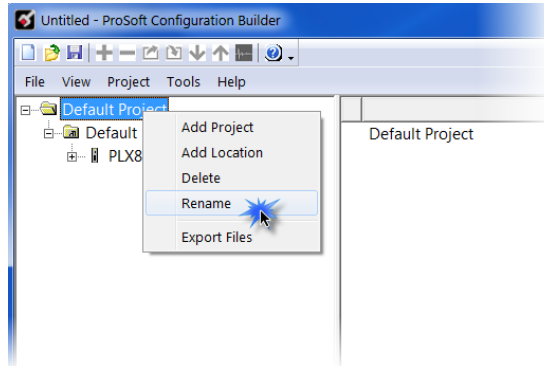 Untitled - ProSoft Configuration Builder
File View Project Tools Help
Default Project
Default Project
Default
PLX8
Add Project
Add Location
Delete
Rename
Export Files